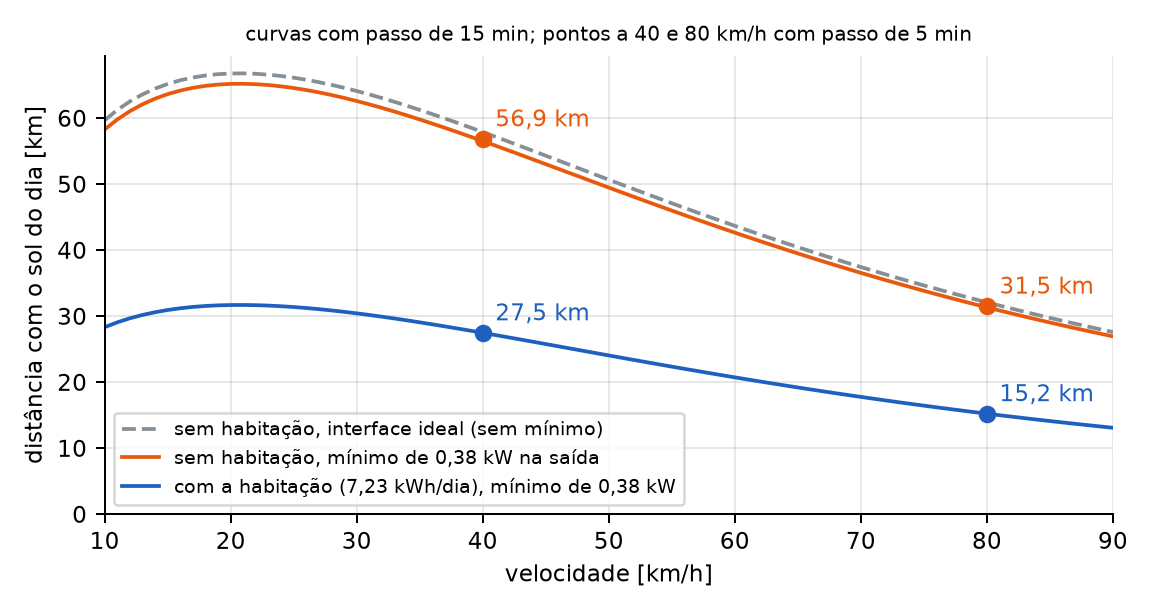 curvas com passo de 15 min; pontos a 40 e 80 km/h com passo de 5 min
distância com o sol do dia [km]
60
50
40
30
20
10
0
56,9 km
31,5 km
27,5 km
15,2 km
sem habitação, interface ideal (sem mínimo)
sem habitação, mínimo de 0,38 kW na saída
com a habitação (7,23 kWh/dia), mínimo de 0,38 kW
10 20 30 40 50 60 70 80 90
velocidade [km/h]